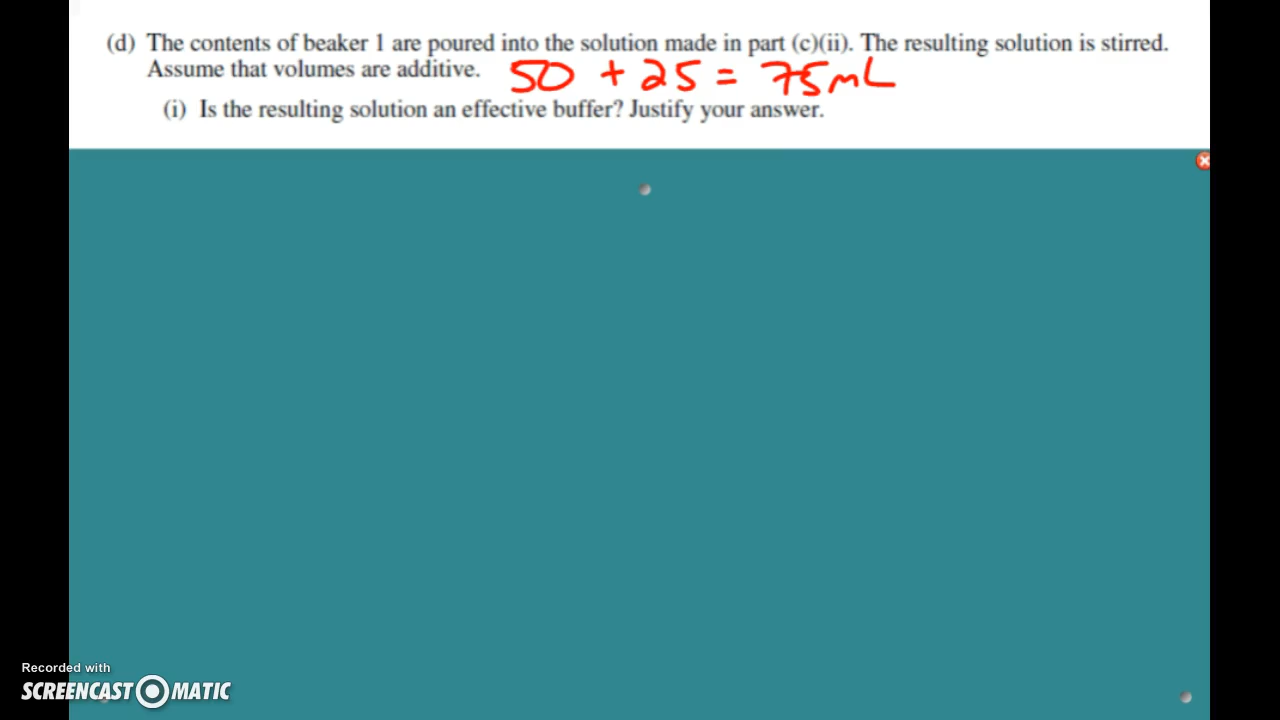 (d) The contents of beaker 1 are poured into the solution made in part (c)(ii). The resulting solution is stirred.
Assume that volumes are additive. 50 + 25 = 75mL
(i) Is the resulting solution an effective buffer? Justify your answer.
Recorded with
SCREENCAST-O-MATIC